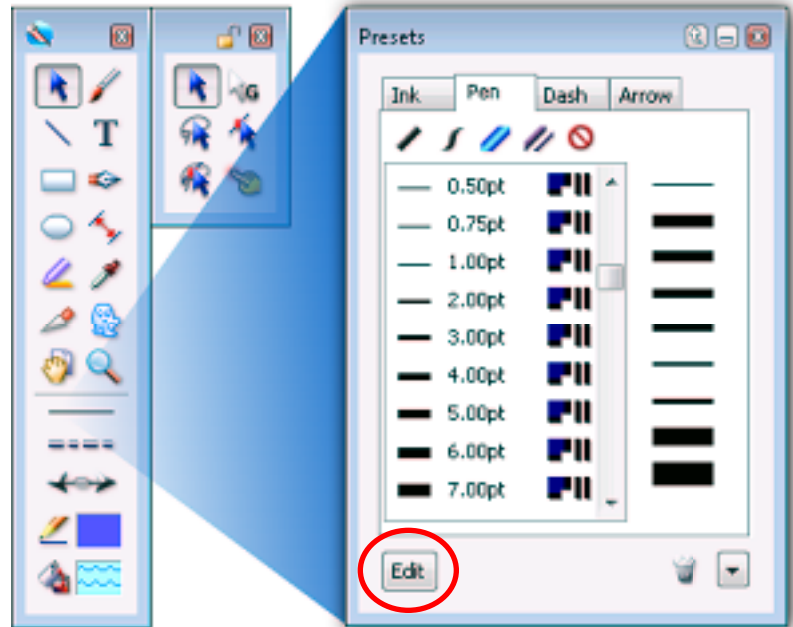 Presets
Ink Pen Dash Arrow
T
G
0.50pt
0.75pt
1.00pt
2.00pt
3.00pt
4.00pt
5.00pt
6.00pt
7.00pt
Edit